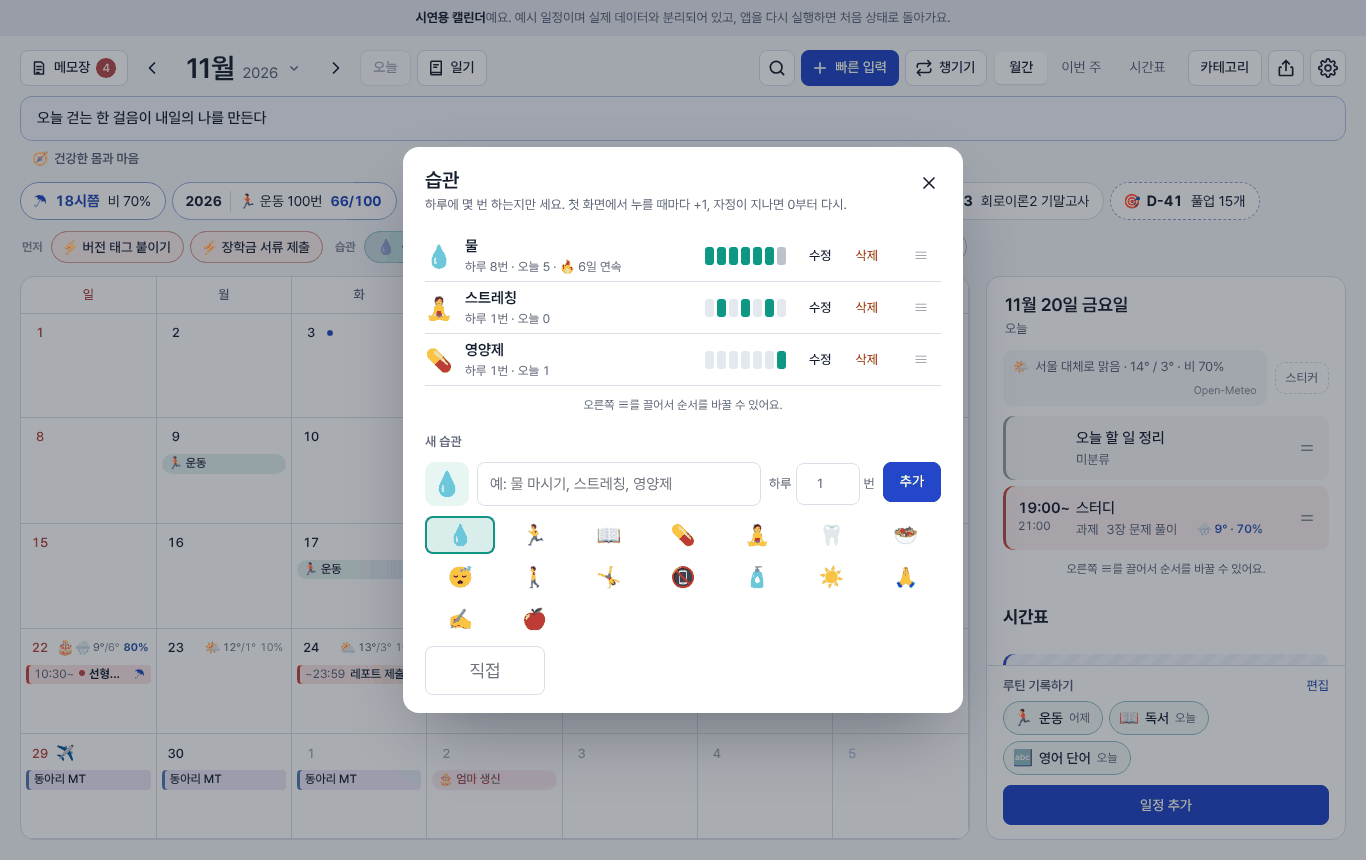 시연용 캘린더예요. 예시 일정이며 실제 데이터와 분리되어 있고, 앱을 다시 실행하면 처음 상태로 돌아가요.
메모장 4
11월 2026
오늘
일기
빠른 입력
챙기기
월간
이번 주
시간표
카테고리
오늘 걷는 한 걸음이 내일의 나를 만든다
건강한 몸과 마음
18시쯤 비 70%
2026 운동 100번 66/100
3 회로이론2 기말고사
D-41 풀업 15개
먼저
버전 태그 붙이기
장학금 서류 제출
습관
습관
하루에 몇 번 하는지만 세요. 첫 화면에서 누를 때마다 +1, 자정이 지나면 0부터 다시.
물
하루 8번 · 오늘 5 · 🔥 6일 연속
수정
삭제
스트레칭
하루 1번 · 오늘 0
수정
삭제
영양제
하루 1번 · 오늘 1
수정
삭제
오른쪽 ≡를 끌어서 순서를 바꿀 수 있어요.
새 습관
예: 물 마시기, 스트레칭, 영양제
하루 1 번
추가
직접
일 월 화
1 2 3
8 9 10
운동
15 16 17
운동
22 9°/6° 80%
23 12°/1° 10%
24 13°/3°
10:30~ 선형...
~23:59 레포트 제출
29 30 1 2 3 4 5
동아리 MT
동아리 MT
동아리 MT
엄마 생신
11월 20일 금요일
오늘
서울 대체로 맑음 · 14° / 3° · 비 70%
Open-Meteo
스티커
오늘 할 일 정리
미분류
19:00~ 스터디
21:00 과제 3장 문제 풀이 9° · 70%
오른쪽 ≡를 끌어서 순서를 바꿀 수 있어요.
시간표
루틴 기록하기
편집
운동 어제
독서 오늘
영어 단어 오늘
일정 추가